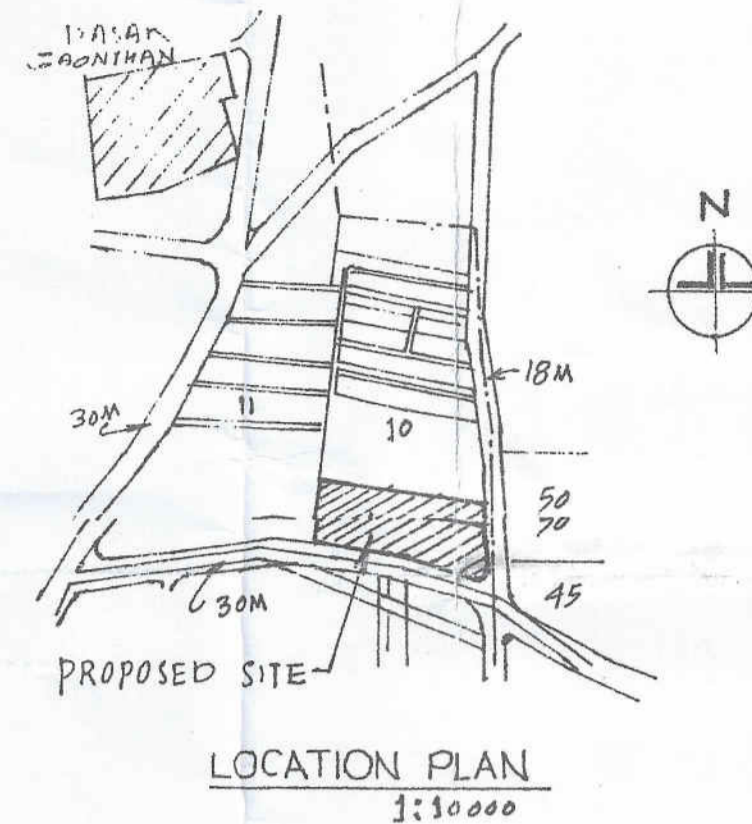 N
18M
30M
11
10
50
70
45
30M
PROPOSED SITE
LOCATION PLAN
1:10000